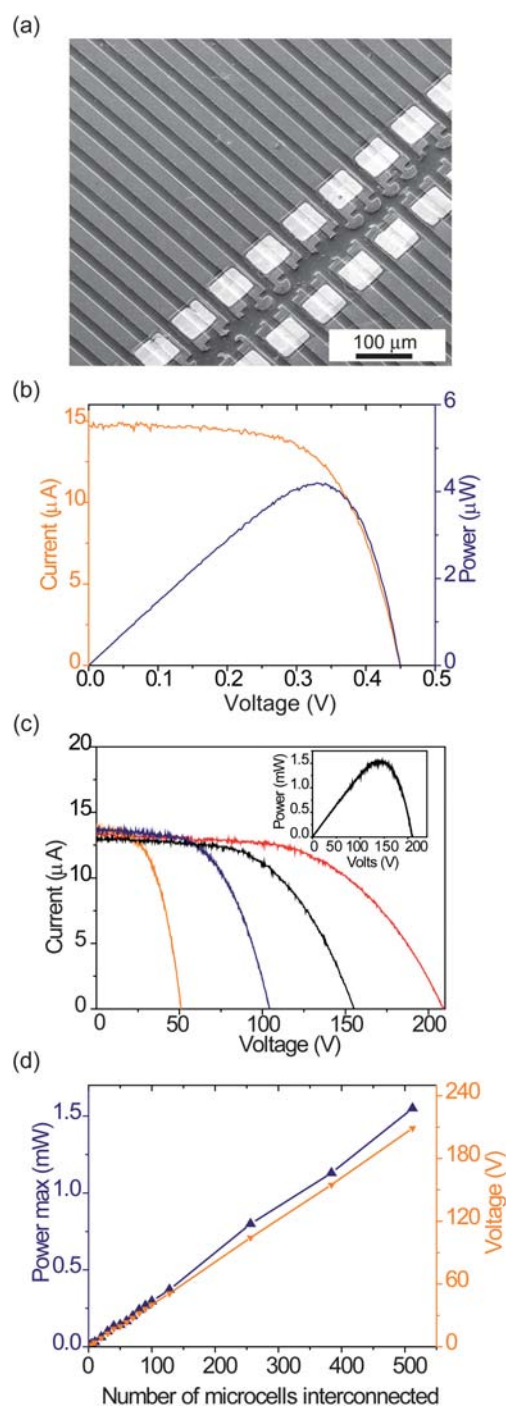 (a)
100 μm
(b)
15
10
5
0
Current (μA)
6
4
2
0
Power (μW)
0.0 0.1 0.2 0.3 0.4 0.5
Voltage (V)
(c)
20
15
10
5
0
Current (μA)
0 50 100 150 200
Voltage (V)
1.5
1.0
0.5
0.0
Power (mW)
0 50 100 150 200
Volts (V)
(d)
1.5
1.0
0.5
0.0
Power max (mW)
240
180
120
60
0
Voltage (V)
0 100 200 300 400 500
Number of microcells interconnected